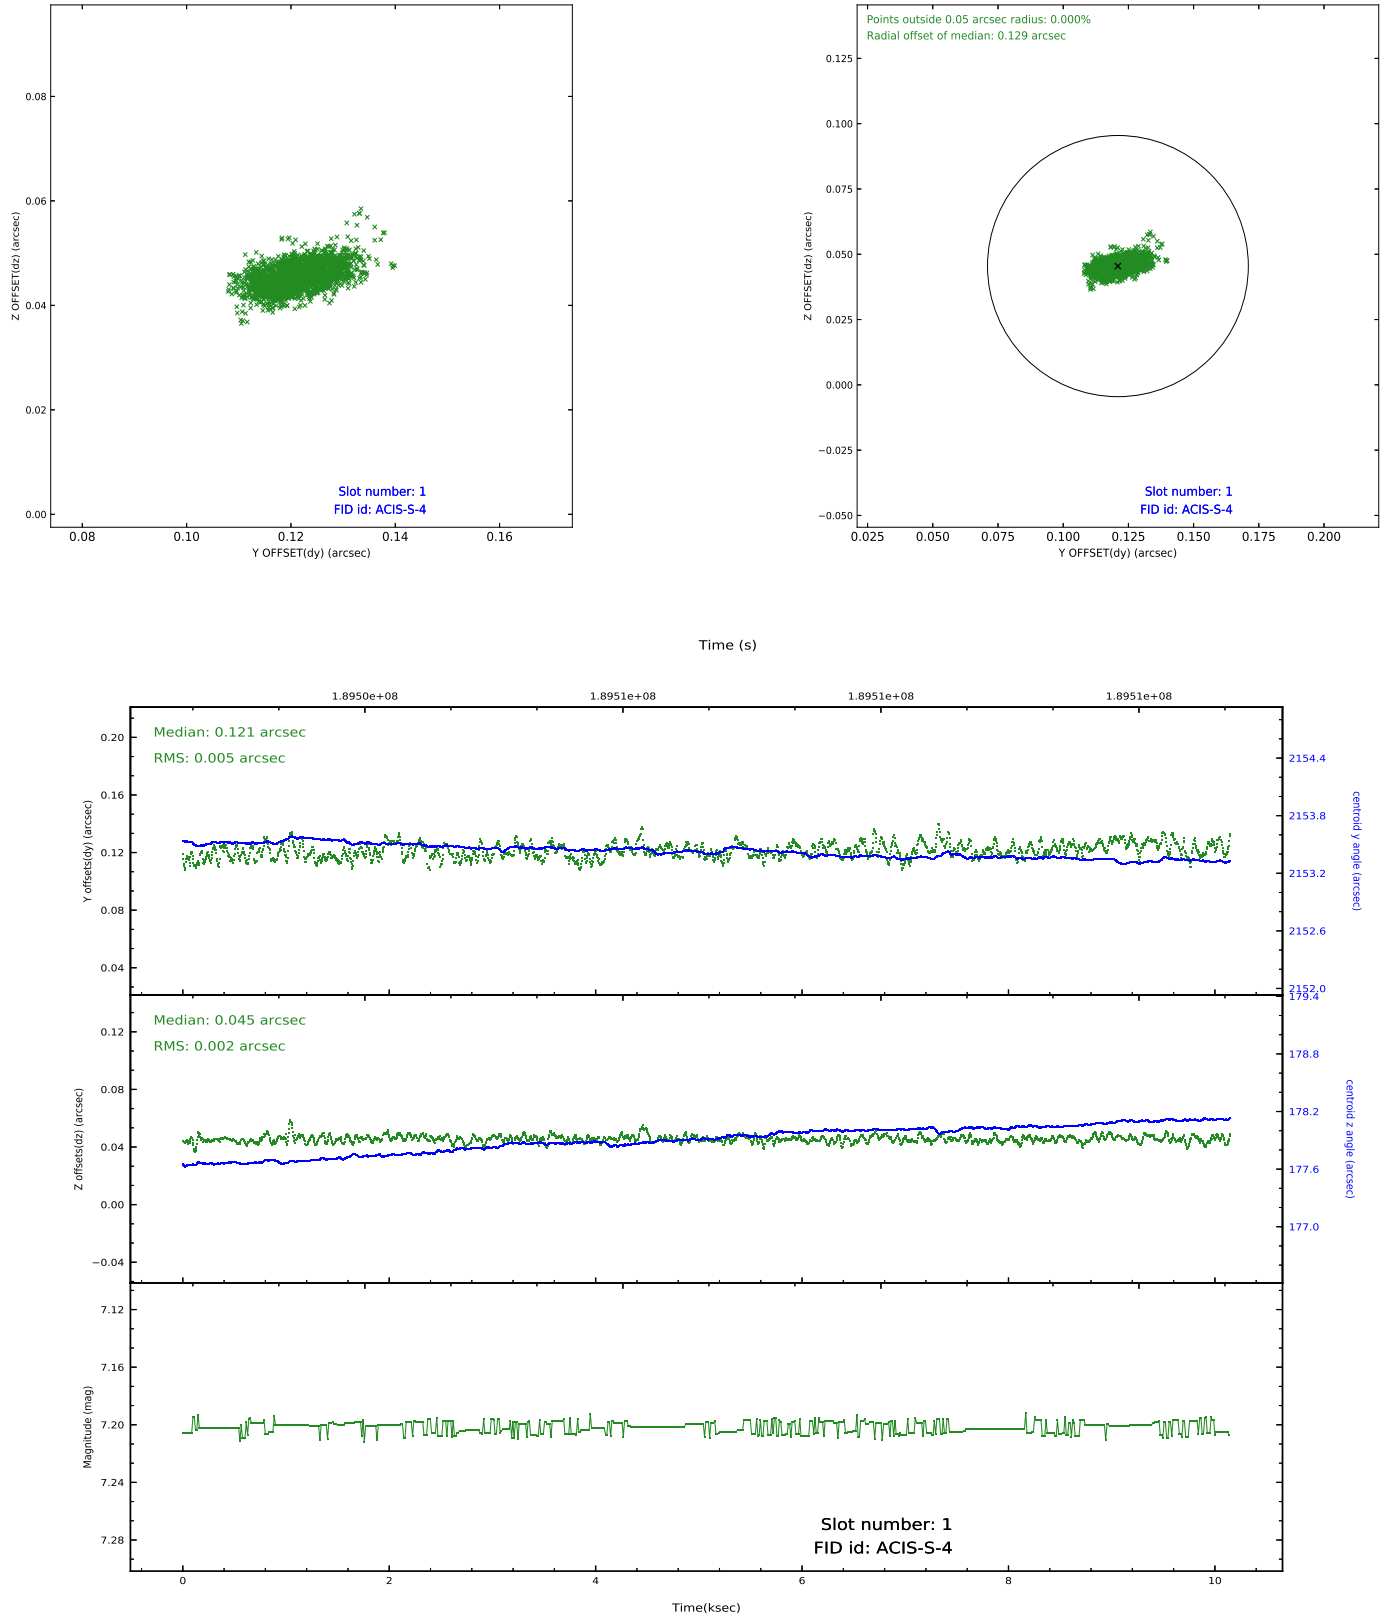 0.08
0.06
0.04
0.02
0.00
Z OFFSET(dz) (arcsec)
Slot number: 1
FID id: ACIS-S-4
0.08 0.10 0.12 0.14 0.16
Y OFFSET(dy) (arcsec)
Points outside 0.05 arcsec radius: 0.000%
Radial offset of median: 0.129 arcsec
0.125
0.100
0.075
0.050
0.025
0.000
−0.025
−0.050
Z OFFSET(dz) (arcsec)
Slot number: 1
FID id: ACIS-S-4
0.025 0.050 0.075 0.100 0.125 0.150 0.175 0.200
Y OFFSET(dy) (arcsec)
Time (s)
1.8950e+08 1.8951e+08 1.8951e+08 1.8951e+08
Median: 0.121 arcsec
RMS: 0.005 arcsec
0.20
0.16
0.12
0.08
0.04
Y offsets(dy) (arcsec)
2154.4
2153.8
2153.2
2152.6
2152.0
centroid y angle (arcsec)
Median: 0.045 arcsec
RMS: 0.002 arcsec
0.12
0.08
0.04
0.00
−0.04
Z offsets(dz) (arcsec)
179.4
178.8
178.2
177.6
177.0
centroid z angle (arcsec)
7.12
7.16
7.20
7.24
7.28
Magnitude (mag)
Slot number: 1
FID id: ACIS-S-4
0 2 4 6 8 10
Time(ksec)